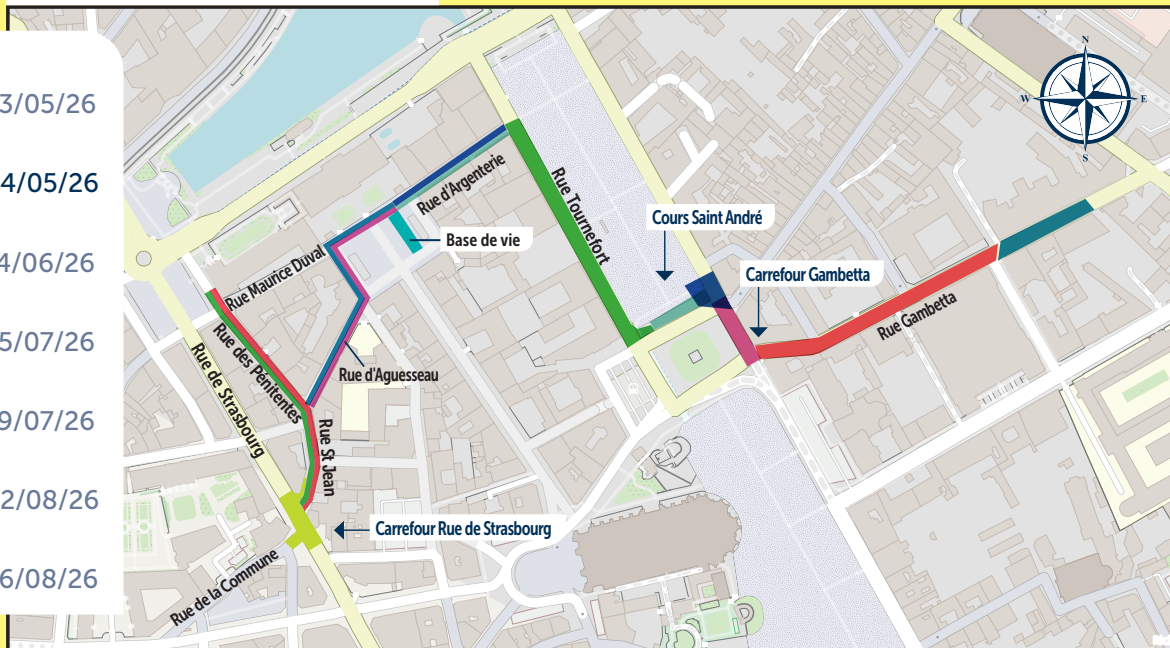 3/05/26
4/05/26
4/06/26
5/07/26
9/07/26
2/08/26
6/08/26
N
W
E
S
Rue d'Argenterie
Rue Tournefort
Base de vie
Cours Saint André
Carrefour Gambetta
Rue Gambetta
Rue Maurice Duval
Rue des Pénitentes
Rue de Strasbourg
Rue d'Aguesseau
Rue St Jean
Carrefour Rue de Strasbourg
Rue de la Commune